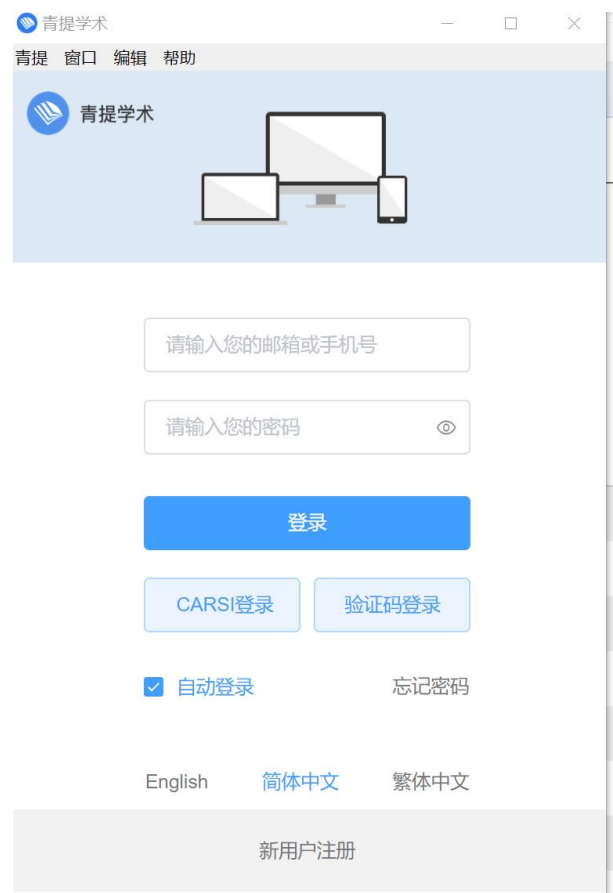 青提学术
青提 窗口 编辑 帮助
青提学术
请输入您的邮箱或手机号
请输入您的密码
登录
CARSI登录 验证码登录
自动登录 忘记密码
English 简体中文 繁体中文
新用户注册